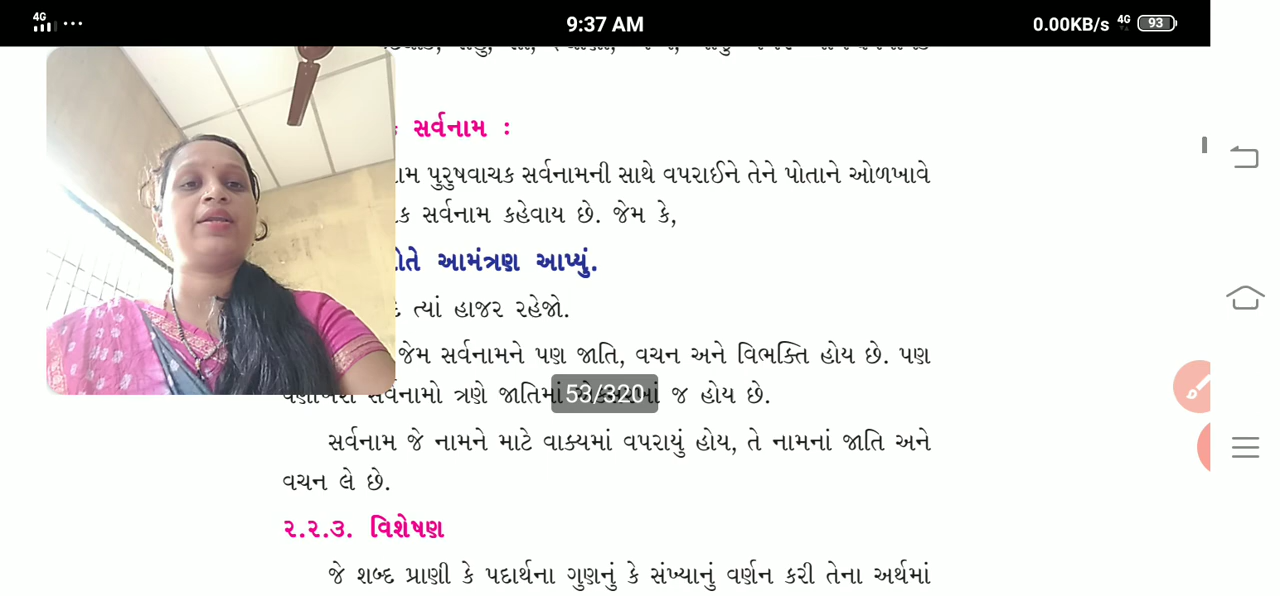 4G
9:37 AM
0.00KB/s 4G 93
સર્વનામ :
પુરુષવાચક સર્વનામની સાથે વપરાઈને તેને પોતાને ઓળખાવે
સર્વનામ કહેવાય છે. જેમ કે,
આમંત્રણ આપ્યું.
ત્યાં હાજર રહેજો.
જેમ સર્વનામને પણ જાતિ, વચન અને વિભક્તિ હોય છે. પણ
સર્વનામો ત્રણે જાતિમાં જ હોય છે.
53/320
સર્વનામ જે નામને માટે વાક્યમાં વપરાયું હોય, તે નામનાં જાતિ અને
વચન લે છે.
૨.૨.૩. વિશેષણ
જે શબ્દ પ્રાણી કે પદાર્થના ગુણનું કે સંખ્યાનું વર્ણન કરી તેના અર્થમાં